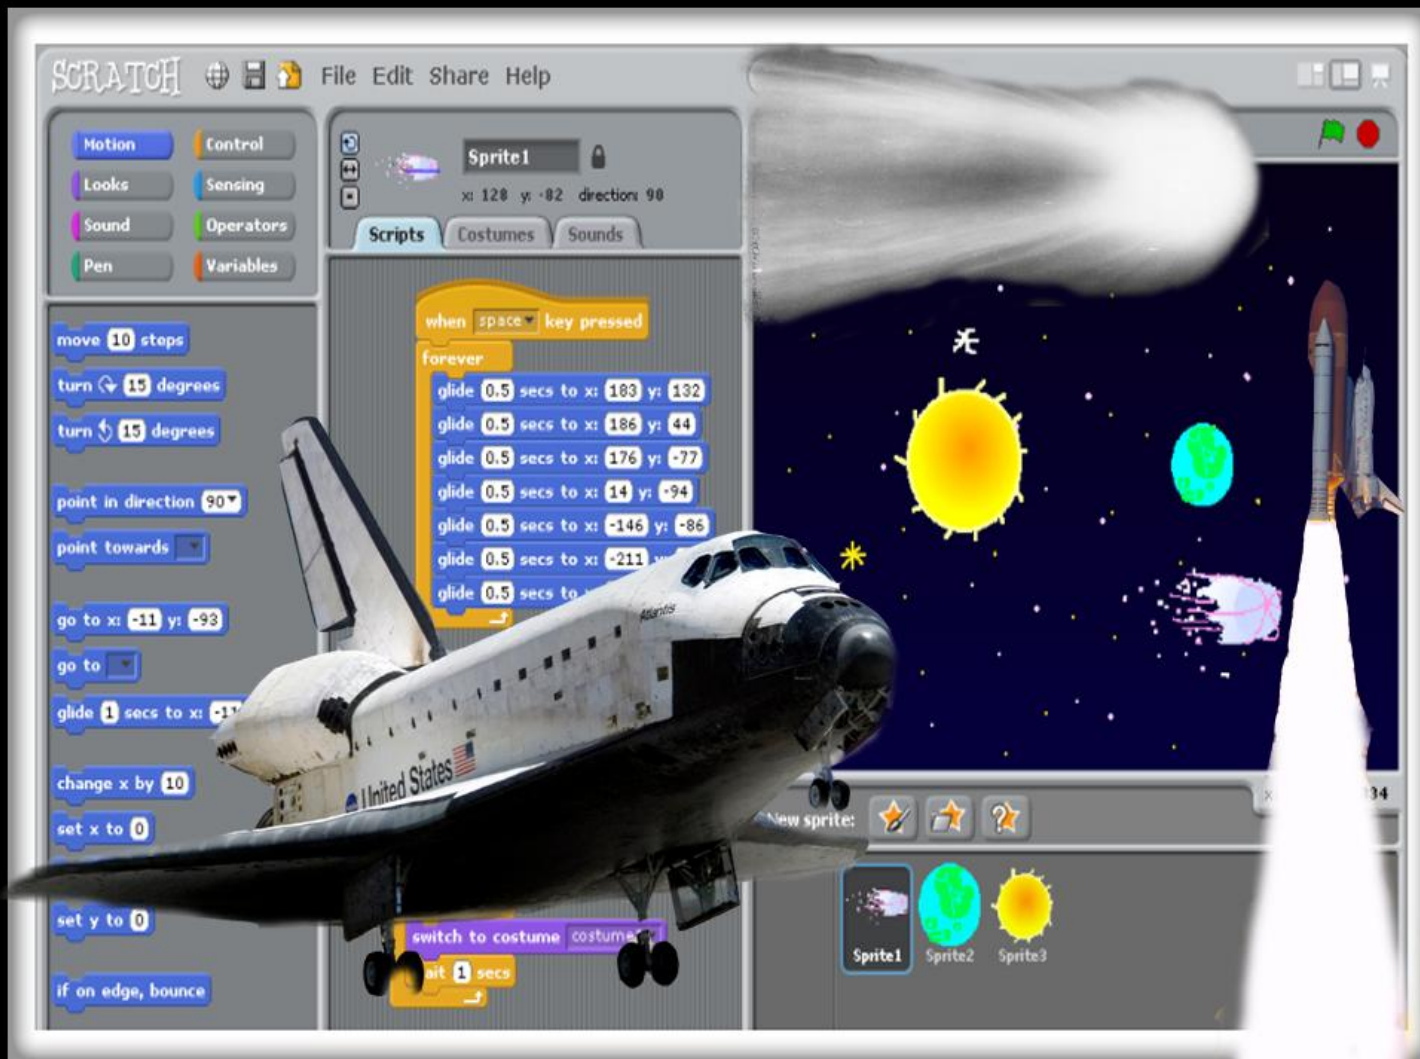 SCRATCH File Edit Share Help
Motion Control
Looks Sensing
Sound Operators
Pen Variables
Sprite1
x: 128 y: -82 direction: 90
Scripts Costumes Sounds
move 10 steps
turn 15 degrees
turn 15 degrees
point in direction 90
point towards
go to x: -11 y: -93
go to
glide 1 secs to x:
change x by 10
set x to 0
set y to 0
if on edge, bounce
when space key pressed
forever
glide 0.5 secs to x: 183 y: 132
glide 0.5 secs to x: 186 y: 44
glide 0.5 secs to x: 176 y: -77
glide 0.5 secs to x: 14 y: -94
glide 0.5 secs to x: -146 y: -86
glide 0.5 secs to x: -211
glide 0.5 secs to
Atlantis
United States
switch to costume
1 secs
New sprite:
Sprite1 Sprite2 Sprite3